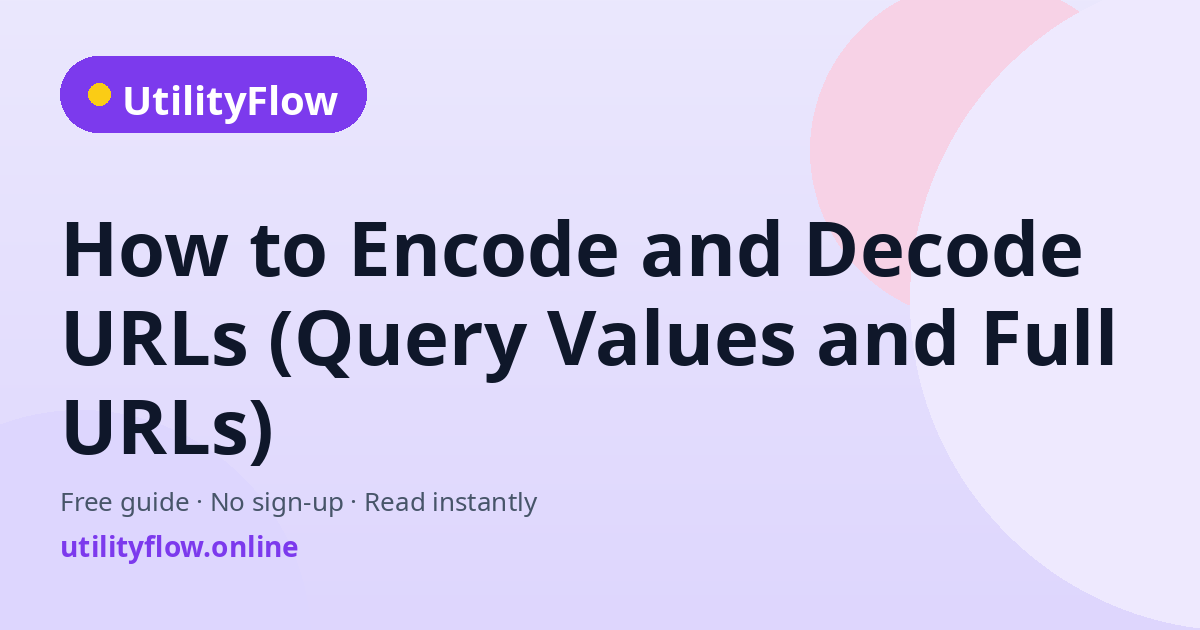 UtilityFlow
How to Encode and Decode
URLs (Query Values and Full
URLs)
Free guide · No sign-up · Read instantly
utilityflow.online